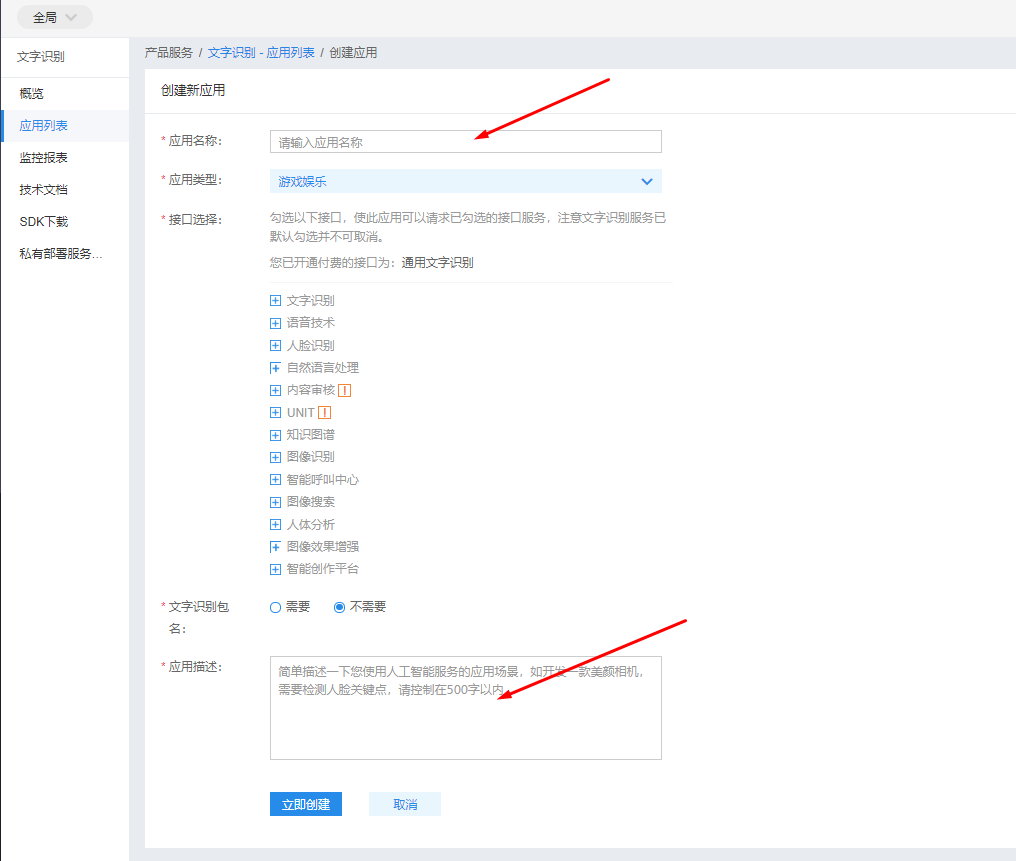 全局
文字识别
概览
应用列表
监控报表
技术文档
SDK下载
私有部署服务...
产品服务 / 文字识别 - 应用列表 / 创建应用
创建新应用
* 应用名称：
请输入应用名称
* 应用类型：
游戏娱乐
* 接口选择：
勾选以下接口，使此应用可以请求已勾选的接口服务，注意文字识别服务已
默认勾选并不可取消。
您已开通付费的接口为：通用文字识别
文字识别
语音技术
人脸识别
自然语言处理
内容审核
UNIT
知识图谱
图像识别
智能呼叫中心
图像搜索
人体分析
图像效果增强
智能创作平台
* 文字识别包
名：
需要 不需要
* 应用描述：
简单描述一下您使用人工智能服务的应用场景，如开发一款美颜相机，
需要检测人脸关键点，请控制在500字以内
立即创建 取消